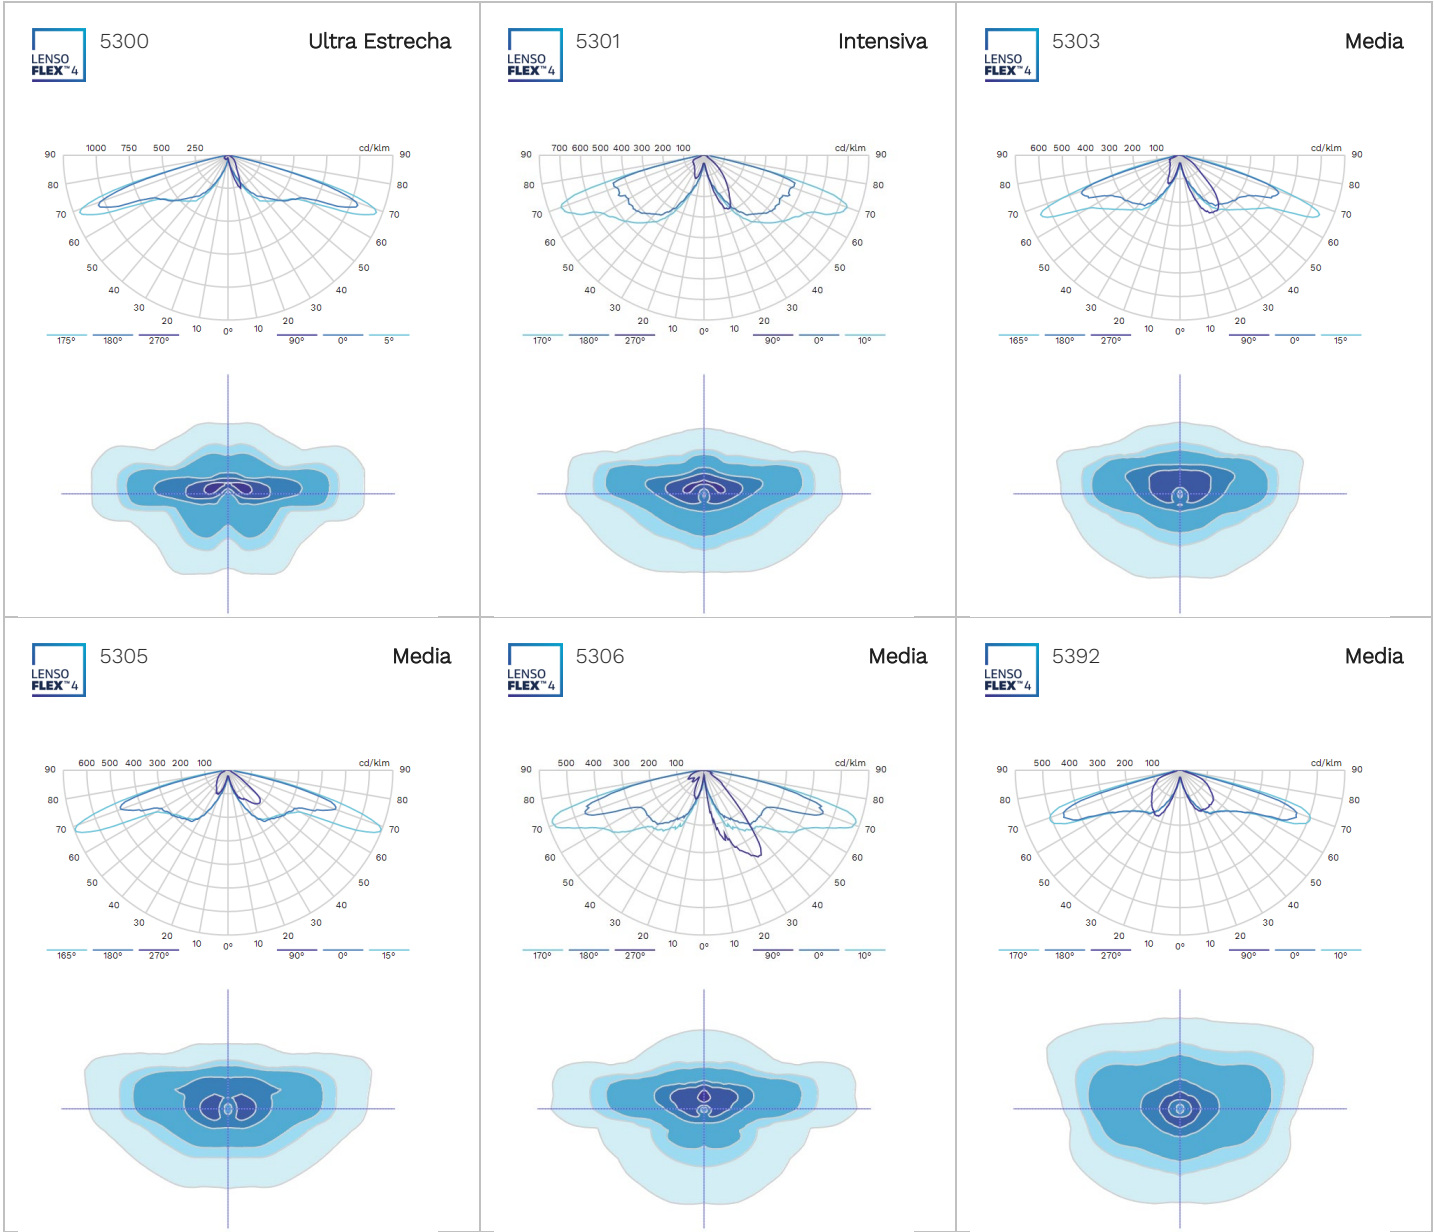 LENSO
FLEX™4
5300
Ultra Estrecha
90 1000 750 500 250 cd/klm 90
80 80
70 70
60 60
50 50
40 40
30 30
20 10 0° 10 20
175° 180° 270° 90° 0° 5°
LENSO
FLEX™4
5301
Intensiva
90 700 600 500 400 300 200 100 cd/klm 90
80 80
70 70
60 60
50 50
40 40
30 30
20 10 0° 10 20
170° 180° 270° 90° 0° 10°
LENSO
FLEX™4
5303
Media
90 600 500 400 300 200 100 cd/klm 90
80 80
70 70
60 60
50 50
40 40
30 30
20 10 0° 10 20
165° 180° 270° 90° 0° 15°
LENSO
FLEX™4
5305
Media
90 600 500 400 300 200 100 cd/klm 90
80 80
70 70
60 60
50 50
40 40
30 30
20 10 0° 10 20
165° 180° 270° 90° 0° 15°
LENSO
FLEX™4
5306
Media
90 500 400 300 200 100 cd/klm 90
80 80
70 70
60 60
50 50
40 40
30 30
20 10 0° 10 20
170° 180° 270° 90° 0° 10°
LENSO
FLEX™4
5392
Media
90 500 400 300 200 100 cd/klm 90
80 80
70 70
60 60
50 50
40 40
30 30
20 10 0° 10 20
170° 180° 270° 90° 0° 10°